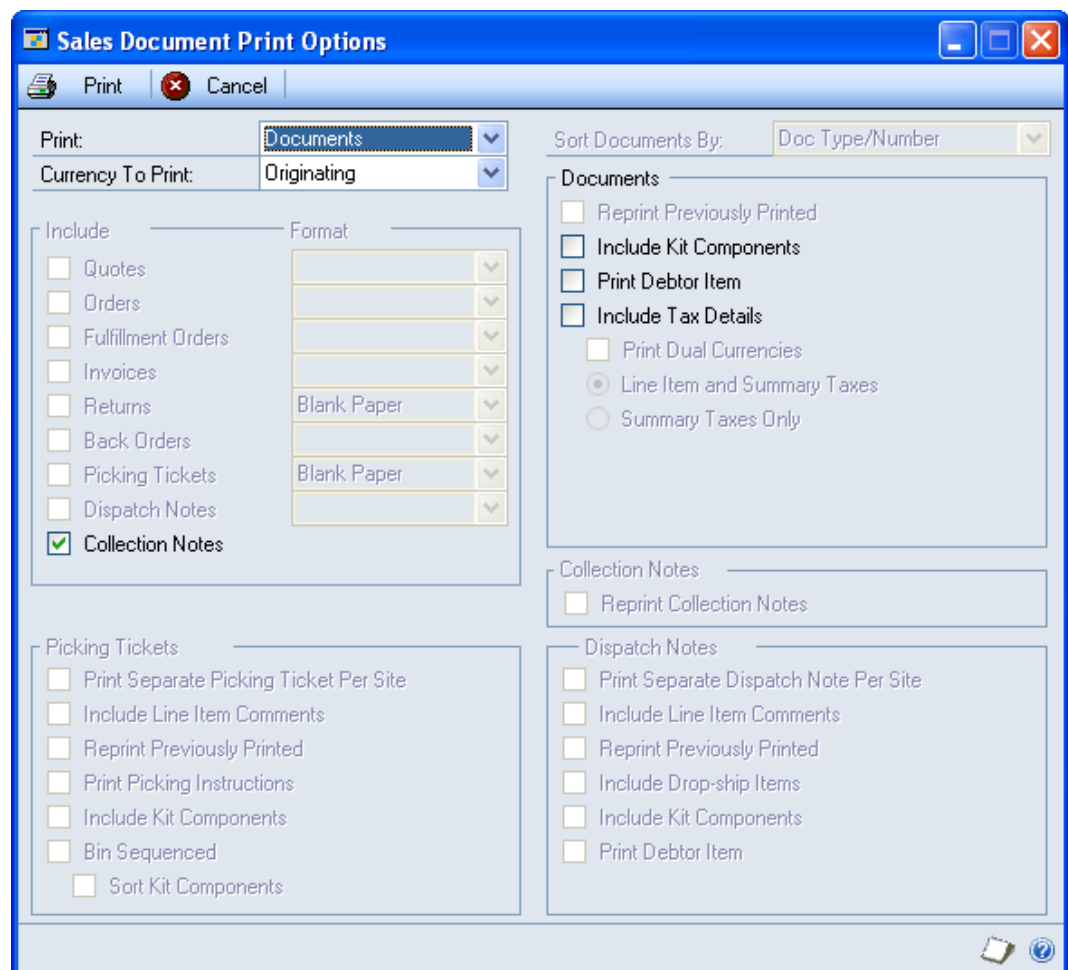 Sales Document Print Options
Print Cancel
Print: Documents
Currency To Print: Originating
Sort Documents By: Doc Type/Number
Include Format
Quotes
Orders
Fulfillment Orders
Invoices
Returns Blank Paper
Back Orders
Picking Tickets Blank Paper
Dispatch Notes
Collection Notes
Documents
Reprint Previously Printed
Include Kit Components
Print Debtor Item
Include Tax Details
Print Dual Currencies
Line Item and Summary Taxes
Summary Taxes Only
Collection Notes
Reprint Collection Notes
Picking Tickets
Print Separate Picking Ticket Per Site
Include Line Item Comments
Reprint Previously Printed
Print Picking Instructions
Include Kit Components
Bin Sequenced
Sort Kit Components
Dispatch Notes
Print Separate Dispatch Note Per Site
Include Line Item Comments
Reprint Previously Printed
Include Drop-ship Items
Include Kit Components
Print Debtor Item